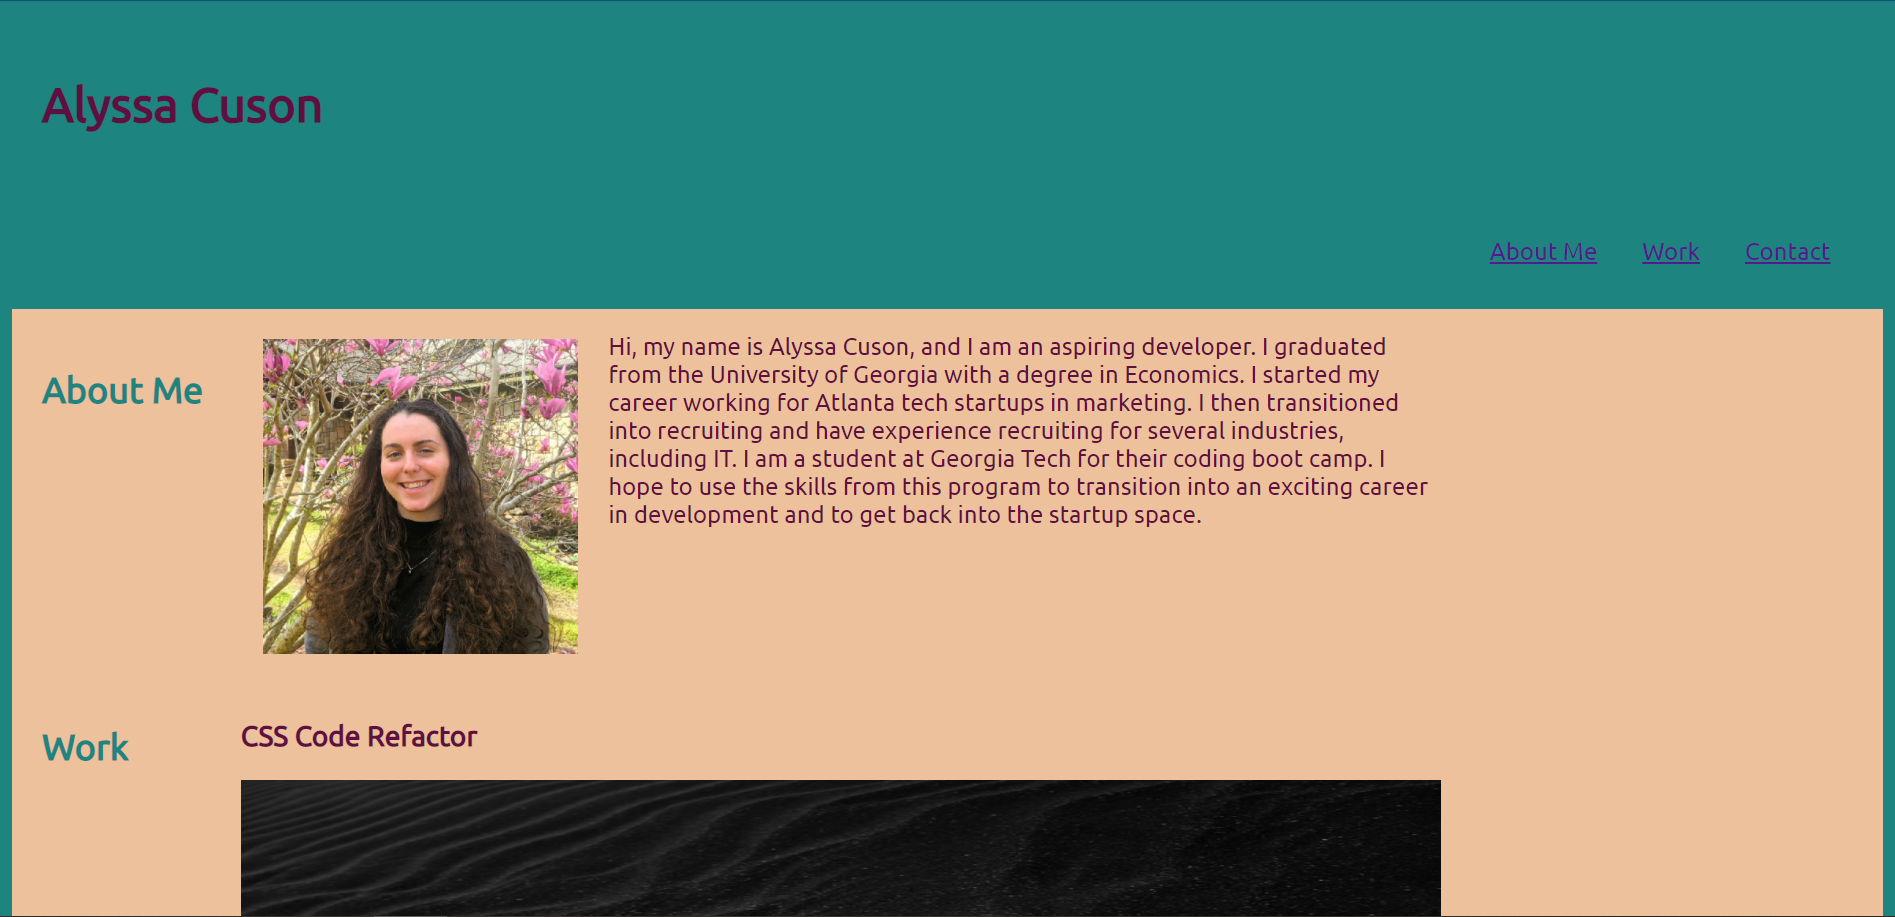 Alyssa Cuson
About Me Work Contact
About Me
Hi, my name is Alyssa Cuson, and I am an aspiring developer. I graduated
from the University of Georgia with a degree in Economics. I started my
career working for Atlanta tech startups in marketing. I then transitioned
into recruiting and have experience recruiting for several industries,
including IT. I am a student at Georgia Tech for their coding boot camp. I
hope to use the skills from this program to transition into an exciting career
in development and to get back into the startup space.
Work
CSS Code Refactor